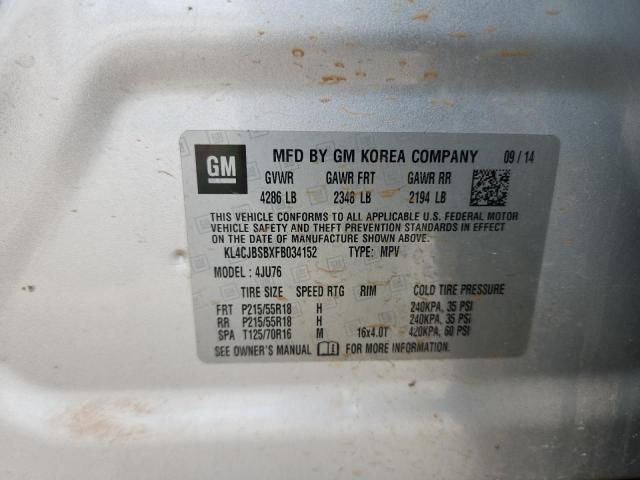 GM MFD BY GM KOREA COMPANY 09 / 14
GVWR GAWR FRT GAWR RR
4286 LB 2348 LB 2194 LB
THIS VEHICLE CONFORMS TO ALL APPLICABLE U.S. FEDERAL MOTOR
VEHICLE SAFETY AND THEFT PREVENTION STANDARDS IN EFFECT
ON THE DATE OF MANUFACTURE SHOWN ABOVE.
KL4CJBSBXFB034152 TYPE: MPV
MODEL : 4JU76
TIRE SIZE SPEED RTG RIM COLD TIRE PRESSURE
FRT P215/55R18 H 240KPA, 35 PSI
RR P215/55R18 H 240KPA, 35 PSI
SPA T125/70R16 M 16x4.0T 420KPA, 60 PSI
SEE OWNER'S MANUAL FOR MORE INFORMATION.